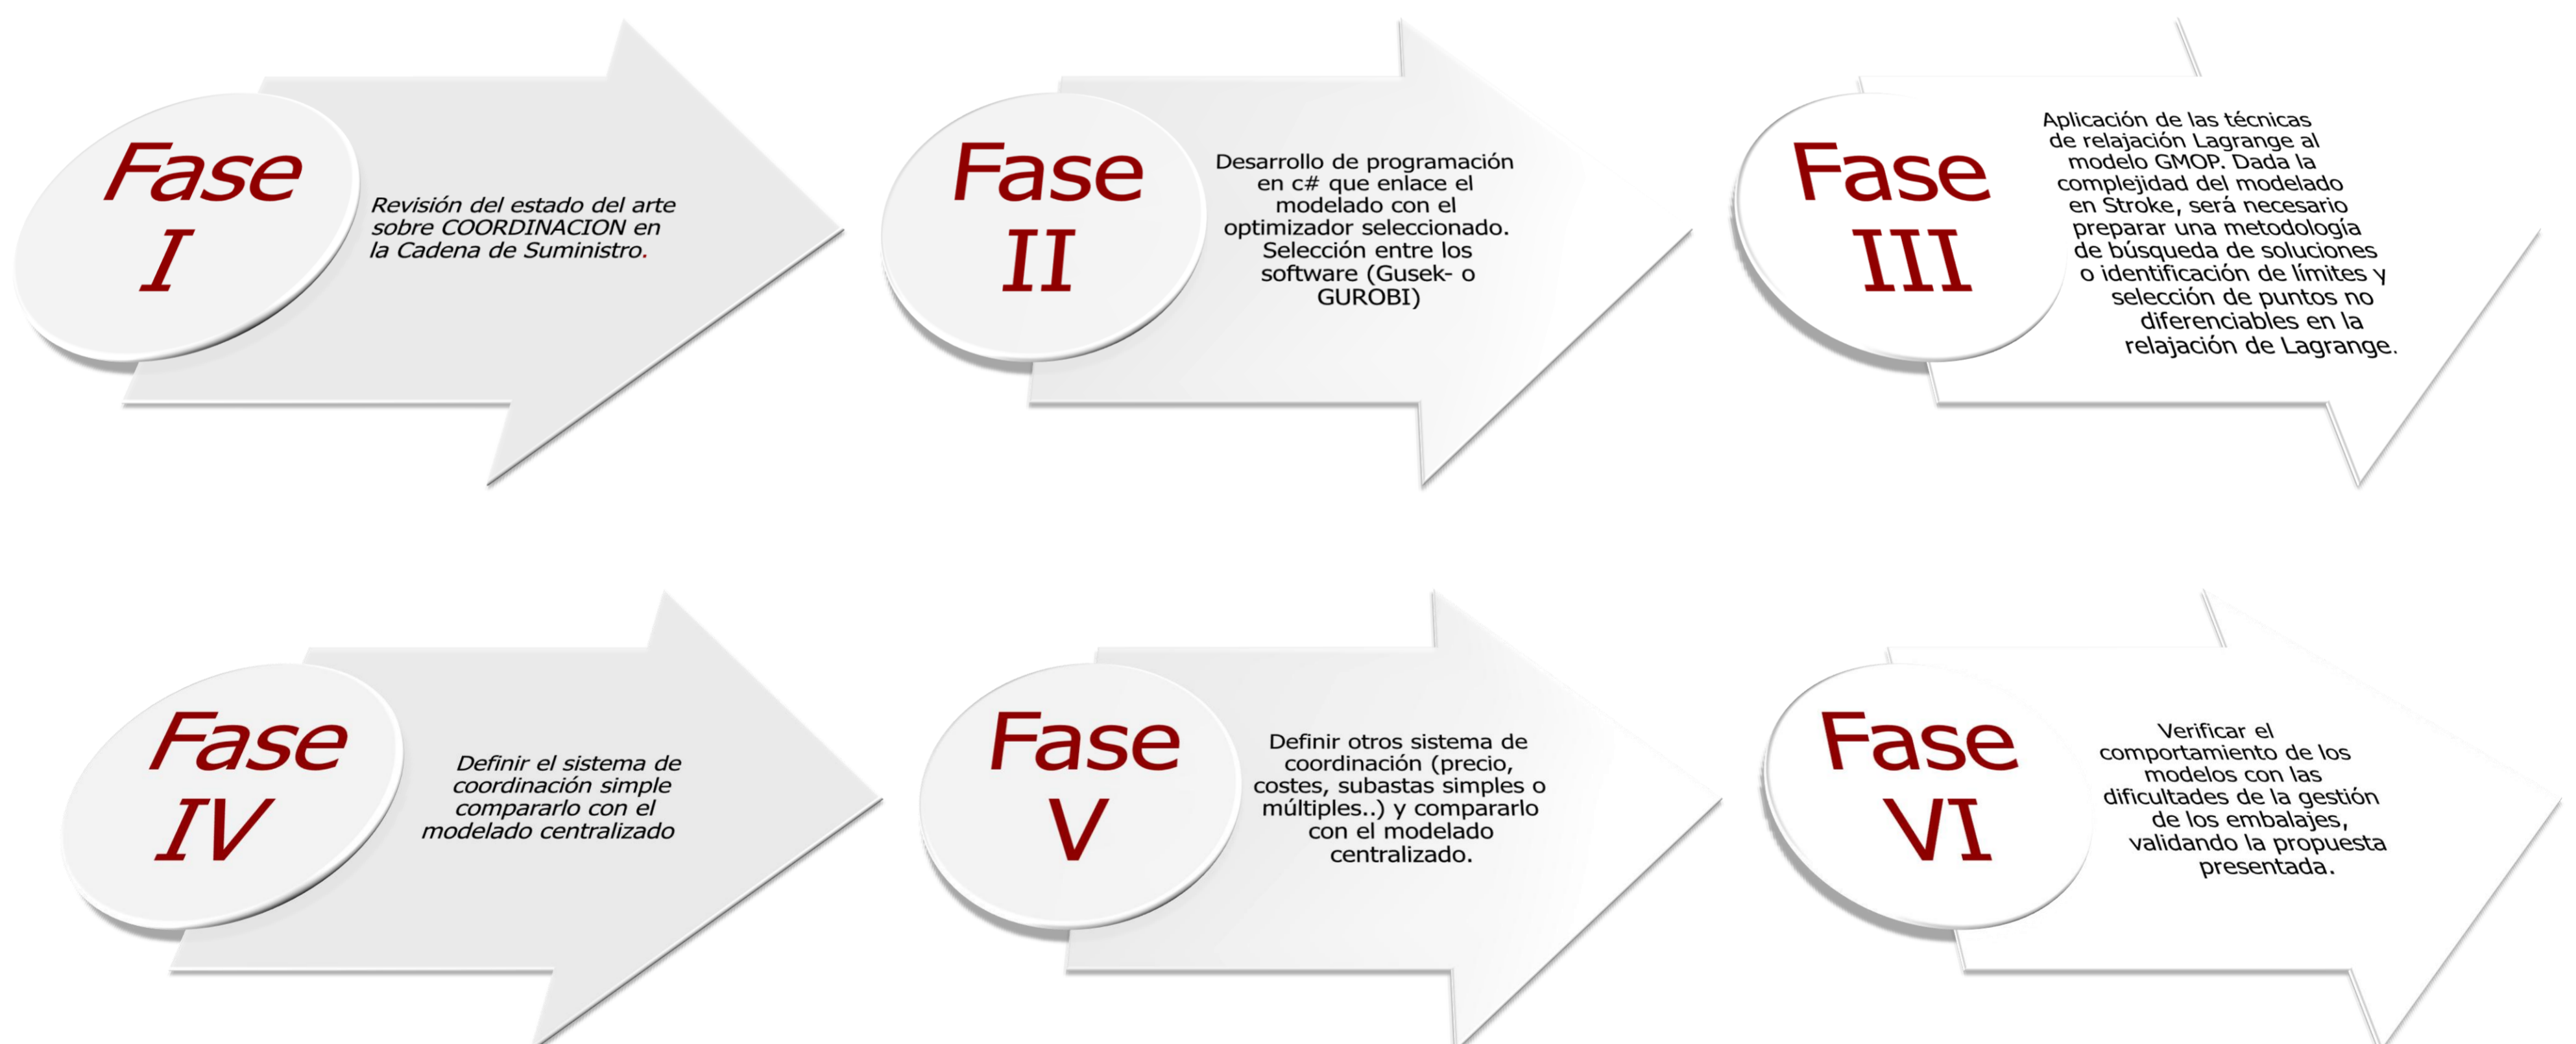 Fase
I
Revisión del estado del arte
sobre COORDINACION en
la Cadena de Suministro.
Fase
II
Desarrollo de programación
en c# que enlace el
modelado con el
optimizador seleccionado.
Selección entre los
software (Gusek- o
GUROBI)
Fase
III
Aplicación de las técnicas
de relajación Lagrange al
modelo GMOP. Dada la
complejidad del modelado
en Stroke, será necesario
preparar una metodología
de búsqueda de soluciones
o identificación de límites y
selección de puntos no
diferenciables en la
relajación de Lagrange.
Fase
IV
Definir el sistema de
coordinación simple
compararlo con el
modelado centralizado
Fase
V
Definir otros sistema de
coordinación (precio,
costes, subastas simples o
múltiples..) y compararlo
con el modelado
centralizado.
Fase
VI
Verificar el
comportamiento de los
modelos con las
dificultades de la gestión
de los embalajes,
validando la propuesta
presentada.